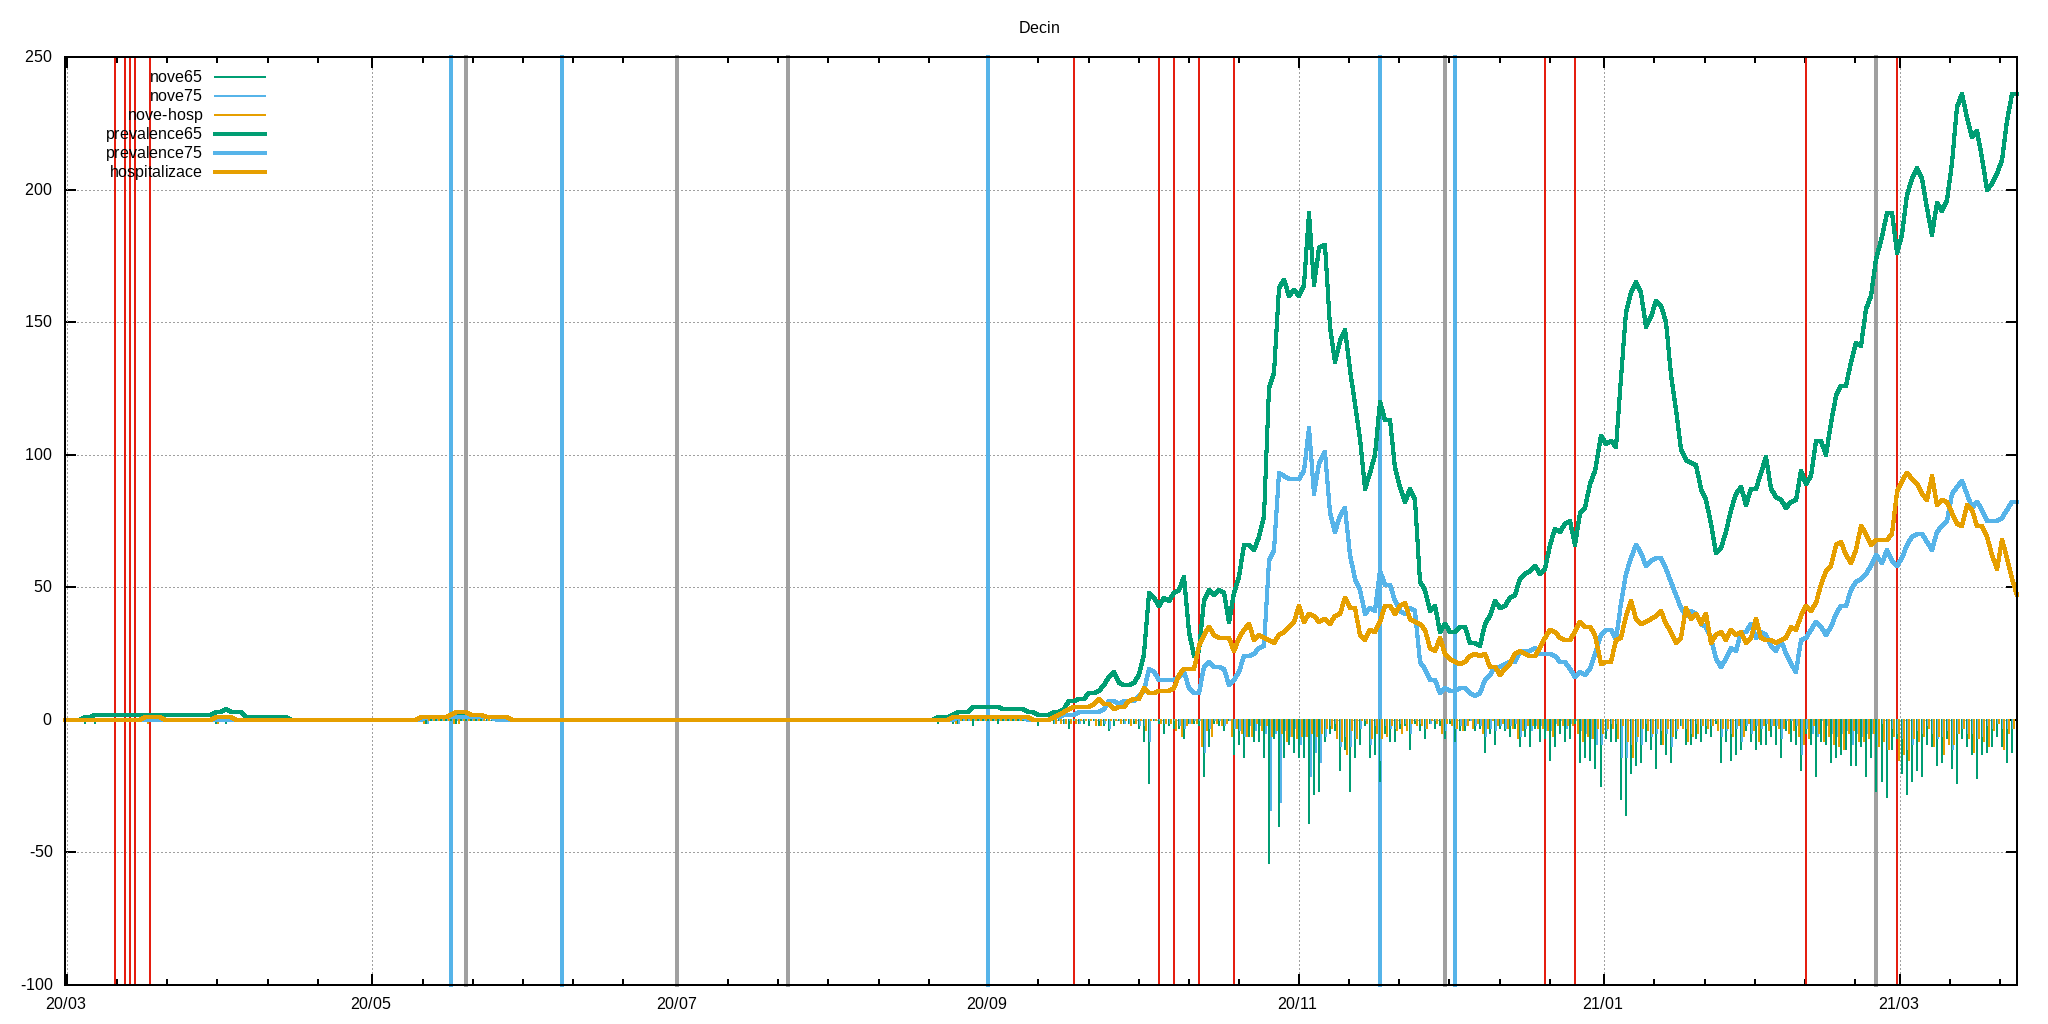 Decin
250
nove65
nove75
nove-hosp
prevalence65
prevalence75
hospitalizace
200
150
100
50
0
-50
-100
20/03 20/05 20/07 20/09 20/11 21/01 21/03